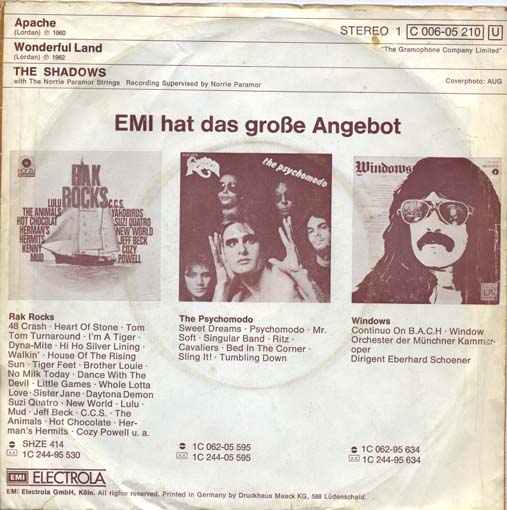 Apache
(Lordan) ℗ 1960
STEREO 1 C 006-05 210 U
Wonderful Land
(Lordan) ℗ 1962
"The Gramophone Company Limited"
THE SHADOWS
with The Norrie Paramor Strings Recording Supervised by Norrie Paramor
Coverphoto: AUG
EMI hat das große Angebot
HÖR ZU
RAK
ROCKS
LULU C.C.S.
THE ANIMALS YARDBIRDS
HOT CHOCOLAT SUZI QUATRO
HERMAN'S NEW WORLD
HERMITS JEFF BECK
KENNY COZY
MUD POWELL
the psychomodo
Windows
Rak Rocks
48 Crash · Heart Of Stone · Tom
Tom Turnaround · I'm A Tiger ·
Dyna-Mite · Hi Ho Silver Lining ·
Walkin' · House Of The Rising
Sun · Tiger Feet · Brother Louie ·
No Milk Today · Dance With The
Devil · Little Games · Whole Lotta
Love · Sister Jane · Daytona Demon
Suzi Quatro · New World · Lulu ·
Mud · Jeff Beck · C.C.S. · The
Animals · Hot Chocolate · Her-
man's Hermits · Cozy Powell u. a.
SHZE 414
1C 244-95 530
The Psychomodo
Sweet Dreams · Psychomodo · Mr.
Soft · Singular Band · Ritz ·
Cavaliers · Bed In The Corner ·
Sling It! · Tumbling Down
1C 062-05 595
1C 244-05 595
Windows
Continuo On B.A.C.H · Window
Orchester der Münchner Kammer-
oper
Dirigent Eberhard Schoener
1C 062-95 634
1C 244-95 634
EMI ELECTROLA
EMI Electrola GmbH, Köln. All rights reserved. Printed in Germany by Druckhaus Maack KG, 588 Lüdenscheid.